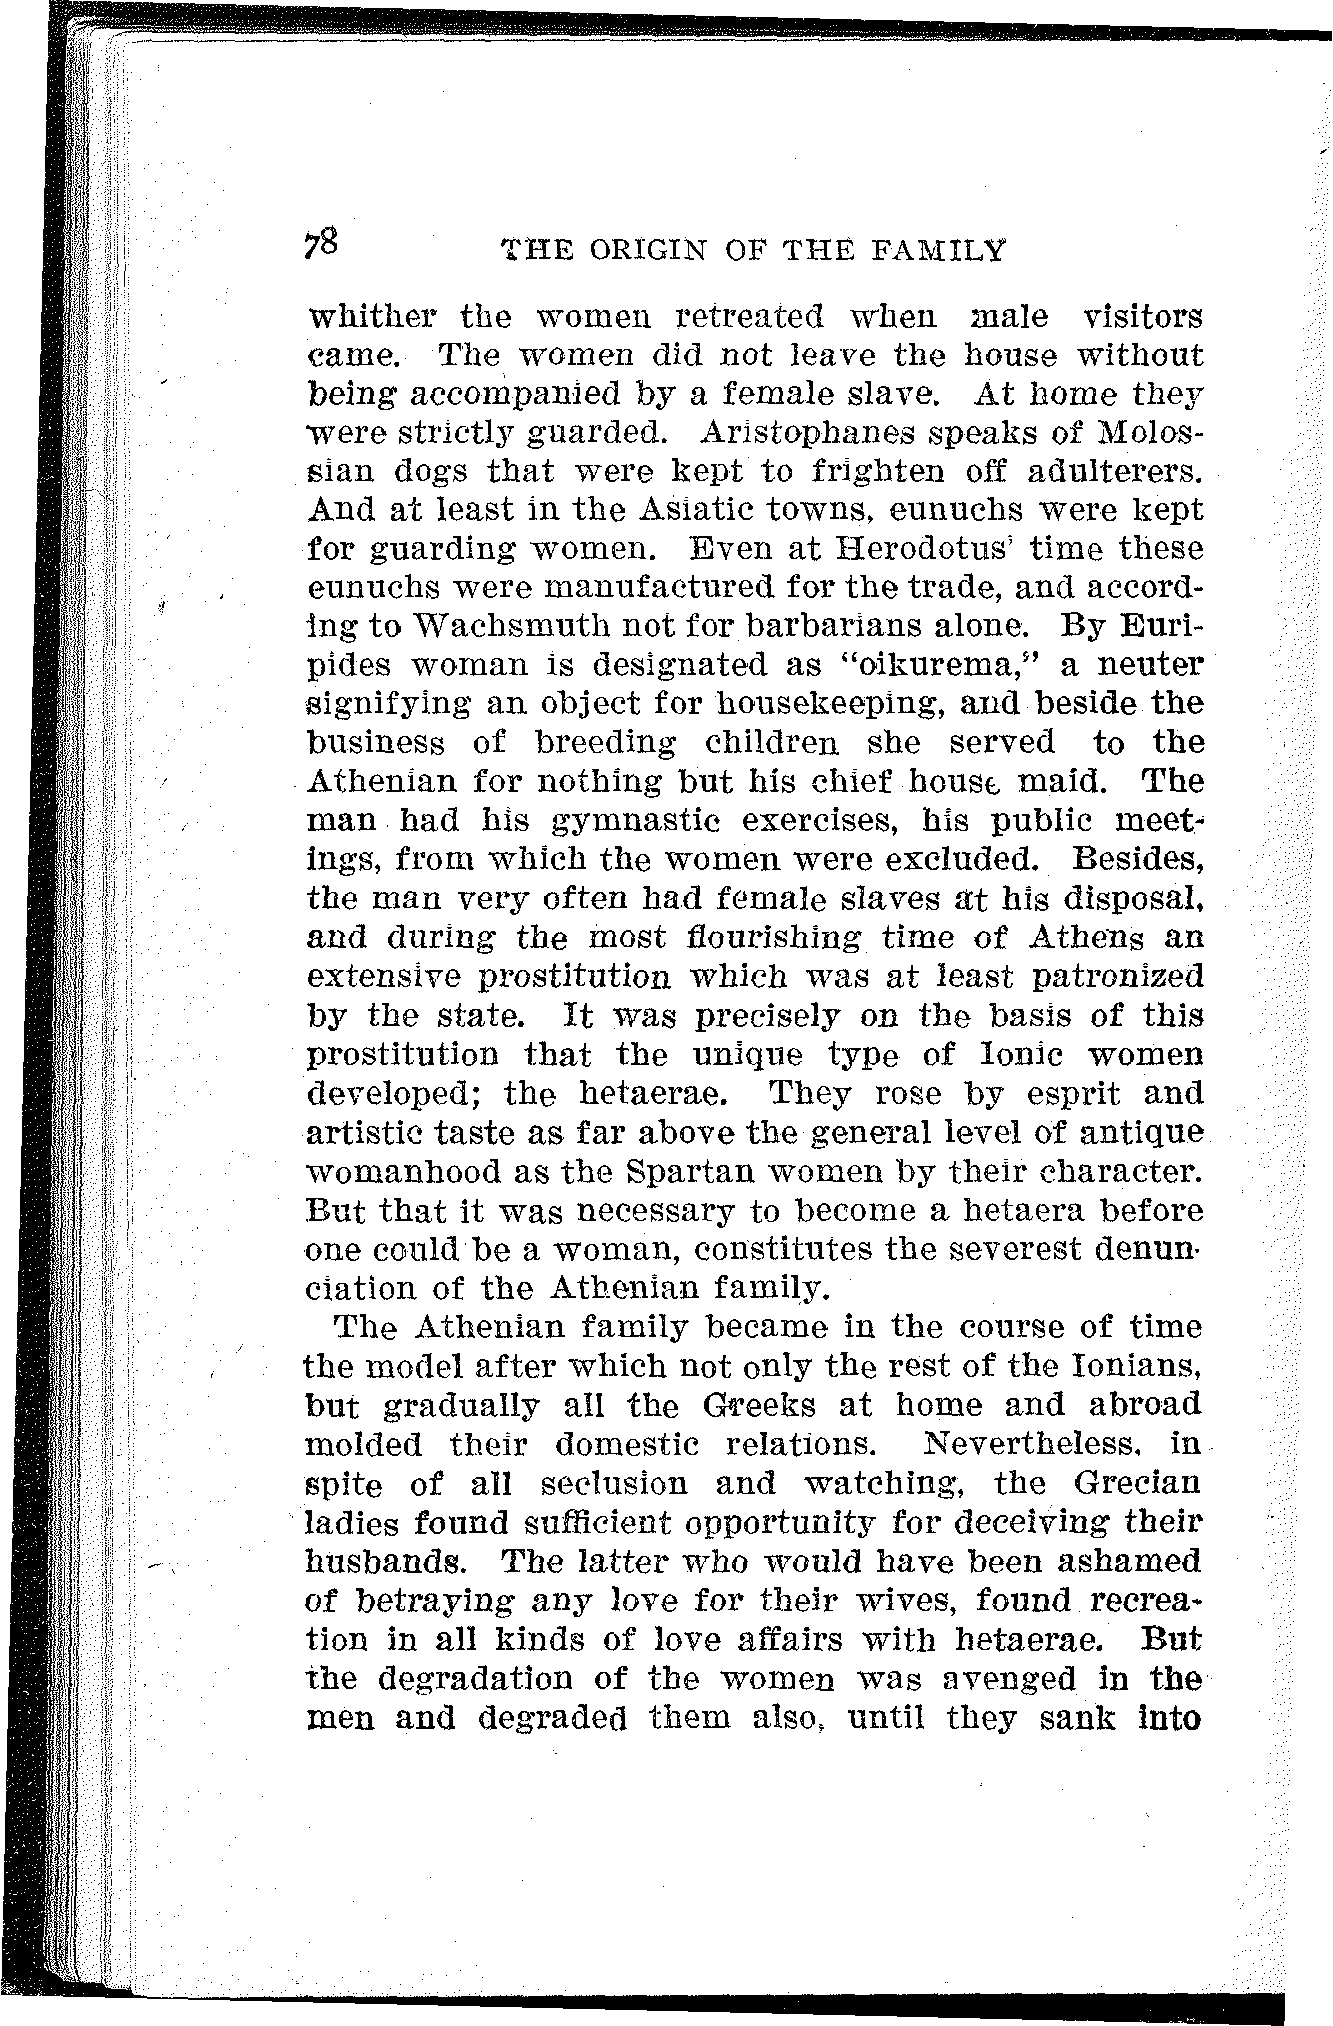 78 THE ORIGIN OF THE FAMILY
whither the women retreated when male visitors
came. The women did not leave the house without
being accompanied by a female slave. At home they
were strictly guarded. Aristophanes speaks of Molos-
sian dogs that were kept to frighten off adulterers.
And at least in the Asiatic towns, eunuchs were kept
for guarding women. Even at Herodotus' time these
eunuchs were manufactured for the trade, and accord-
ing to Wachsmuth not for barbarians alone. By Euri-
pides woman is designated as "oikurema," a neuter
signifying an object for housekeeping, and beside the
business of breeding children she served to the
Athenian for nothing but his chief house maid. The
man had his gymnastic exercises, his public meet-
ings, from which the women were excluded. Besides,
the man very often had female slaves at his disposal,
and during the most flourishing time of Athens an
extensive prostitution which was at least patronized
by the state. It was precisely on the basis of this
prostitution that the unique type of Ionic women
developed; the hetaerae. They rose by esprit and
artistic taste as far above the general level of antique
womanhood as the Spartan women by their character.
But that it was necessary to become a hetaera before
one could be a woman, constitutes the severest denun-
ciation of the Athenian family.
The Athenian family became in the course of time
the model after which not only the rest of the Ionians,
but gradually all the Greeks at home and abroad
molded their domestic relations. Nevertheless, in
spite of all seclusion and watching, the Grecian
ladies found sufficient opportunity for deceiving their
husbands. The latter who would have been ashamed
of betraying any love for their wives, found recrea-
tion in all kinds of love affairs with hetaerae. But
the degradation of the women was avenged in the
men and degraded them also, until they sank into